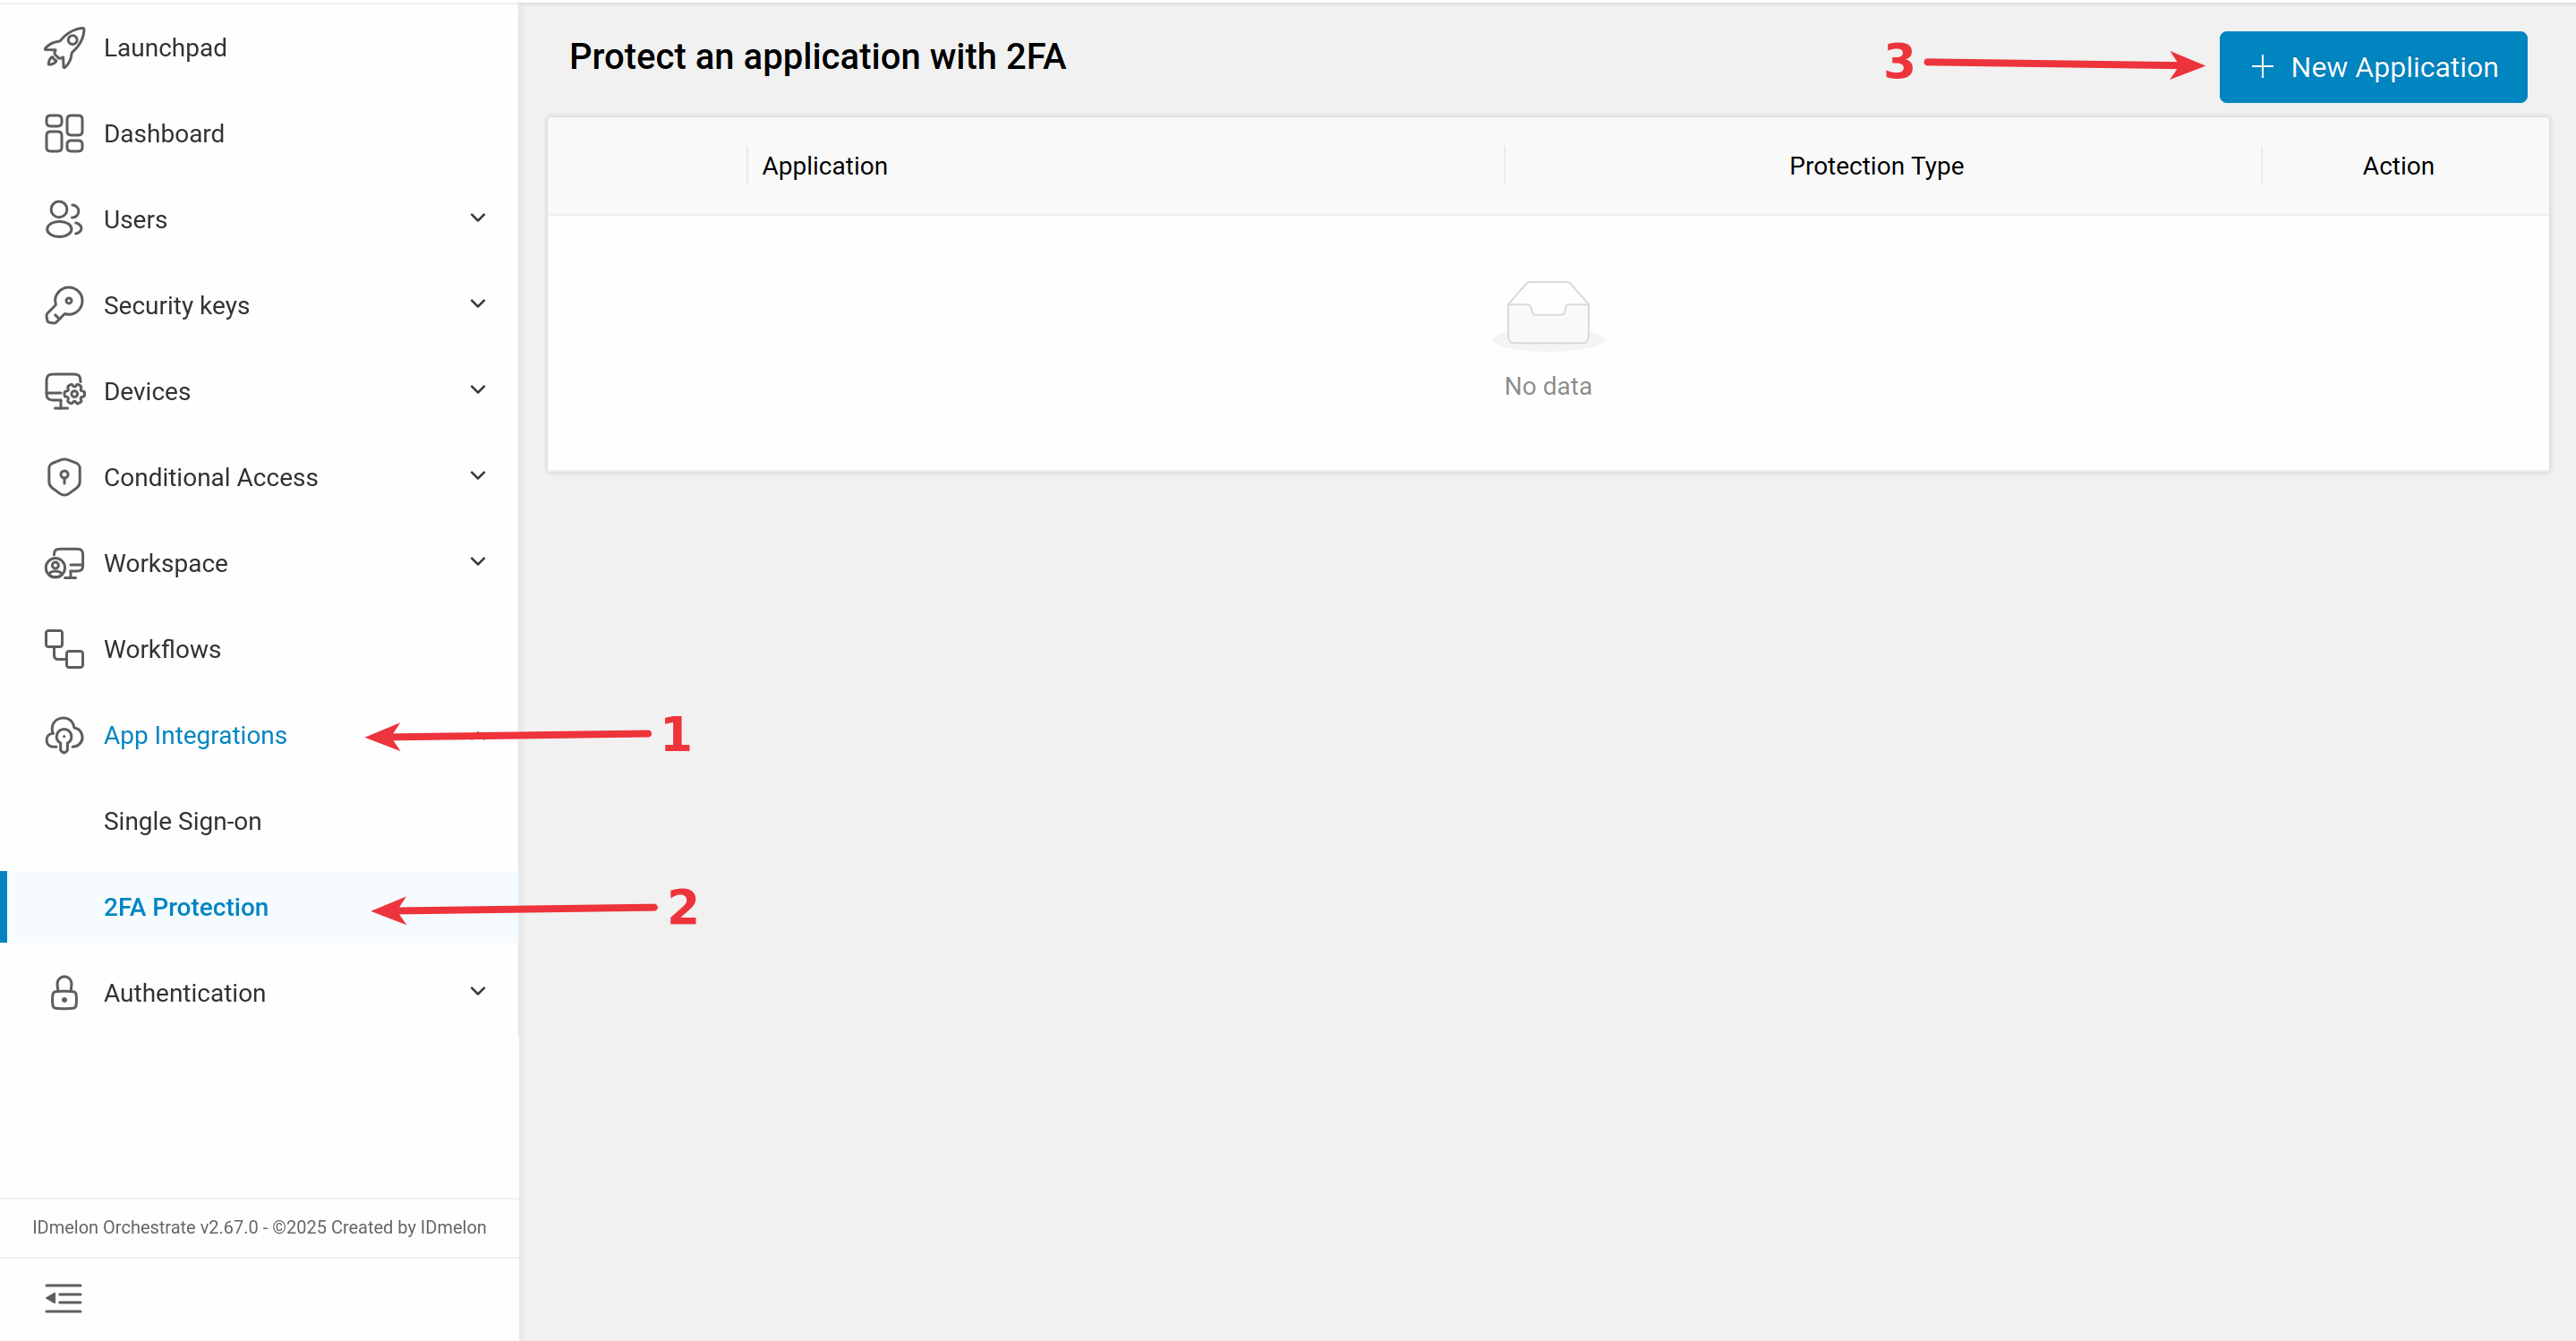 Launchpad
Dashboard
Users
Security keys
Devices
Conditional Access
Workspace
Workflows
App Integrations
1
Single Sign-on
2FA Protection
2
Authentication
IDmelon Orchestrate v2.67.0 - ©2025 Created by IDmelon
Protect an application with 2FA
3
New Application
Application
Protection Type
Action
No data